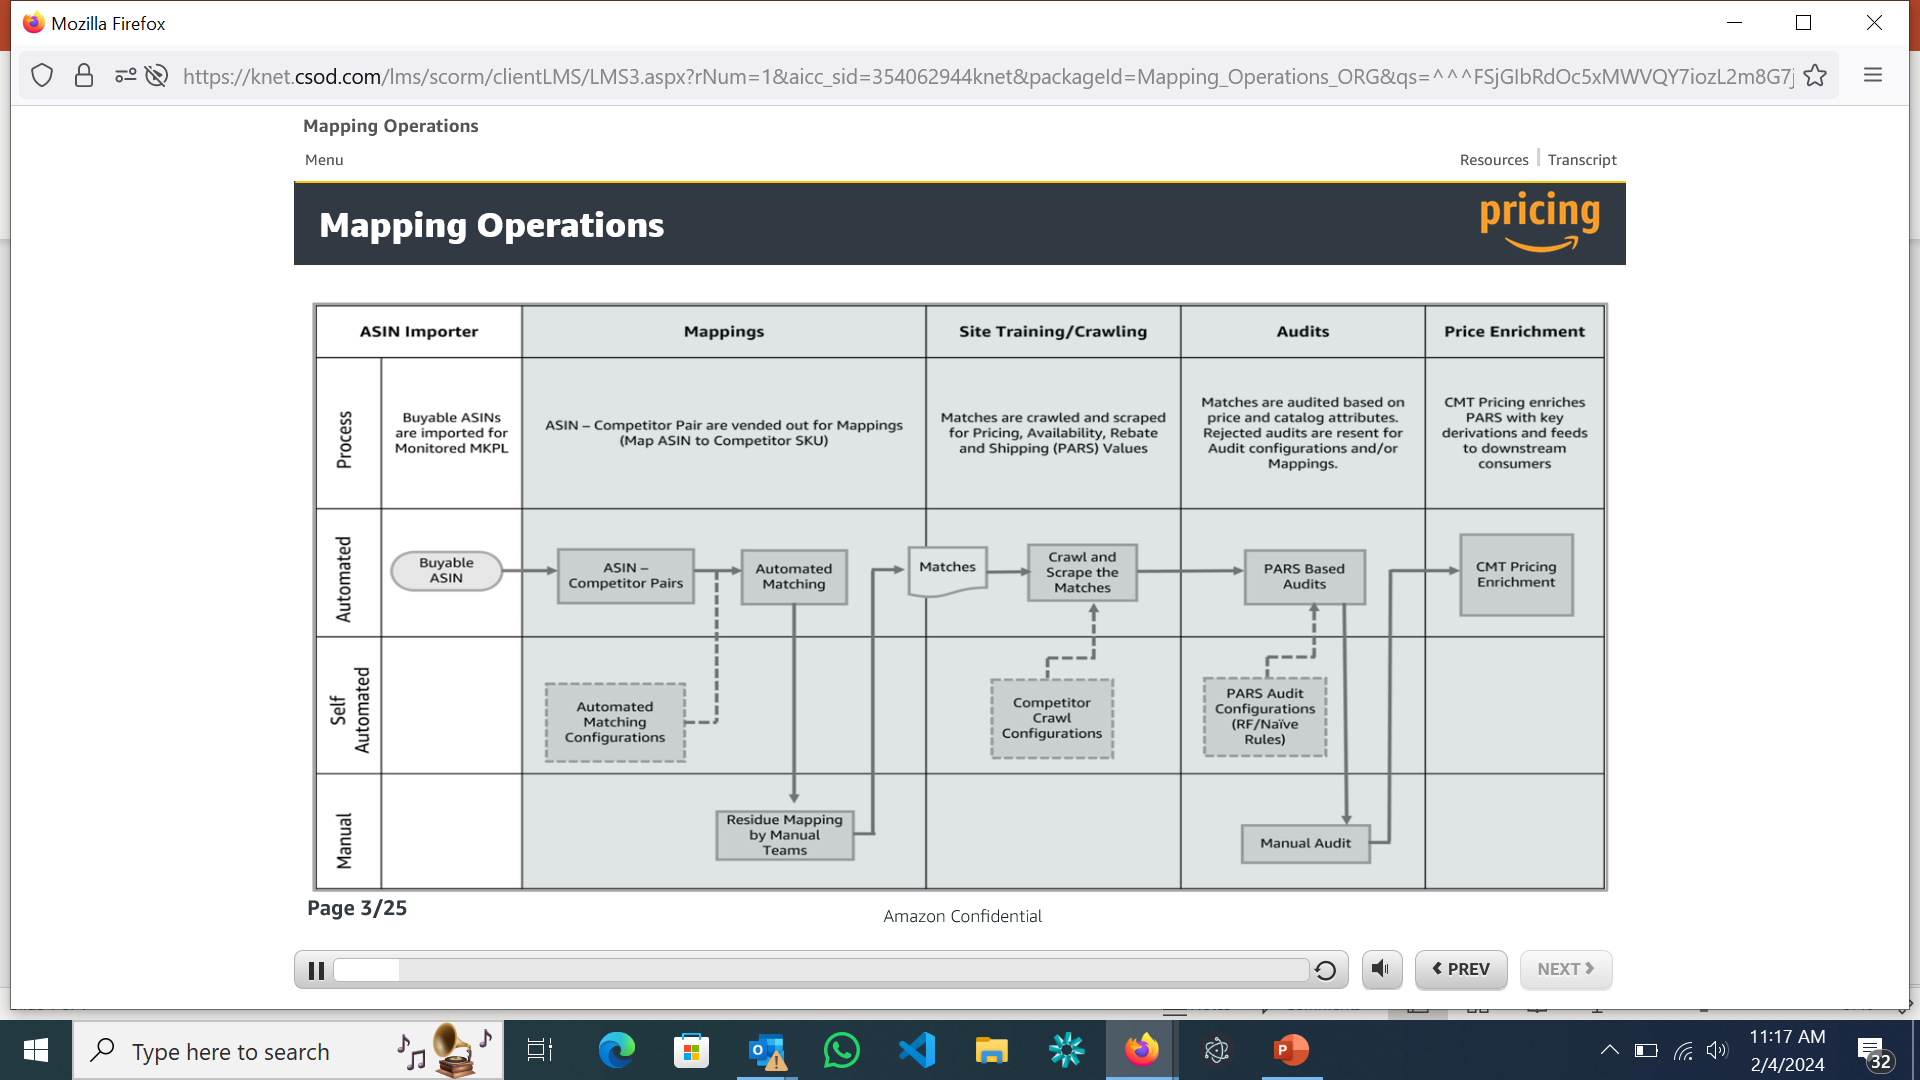 Mozilla Firefox
https://knet.csod.com/lms/scorm/clientLMS/LMS3.aspx?rNum=1&aicc_sid=354062944knet&packageId=Mapping_Operations_ORG&qs=^^^FSjGIbRdOc5xMWVQY7iozL2m8G7j
Mapping Operations
Menu
Resources
Transcript
Mapping Operations
pricing
ASIN Importer
Mappings
Site Training/Crawling
Audits
Price Enrichment
Process
Buyable ASINs
are imported for
Monitored MKPL
ASIN – Competitor Pair are vended out for Mappings
(Map ASIN to Competitor SKU)
Matches are crawled and scraped
for Pricing, Availability, Rebate
and Shipping (PARS) Values
Matches are audited based on
price and catalog attributes.
Rejected audits are resent for
Audit configurations and/or
Mappings.
CMT Pricing enriches
PARS with key
derivations and feeds
to downstream
consumers
Automated
Buyable
ASIN
ASIN –
Competitor Pairs
Automated
Matching
Matches
Crawl and
Scrape the
Matches
PARS Based
Audits
CMT Pricing
Enrichment
Self
Automated
Automated
Matching
Configurations
Competitor
Crawl
Configurations
PARS Audit
Configurations
(RF/Naïve
Rules)
Manual
Residue Mapping
by Manual
Teams
Manual Audit
Page 3/25
Amazon Confidential
PREV
NEXT
Type here to search
11:17 AM
2/4/2024
32